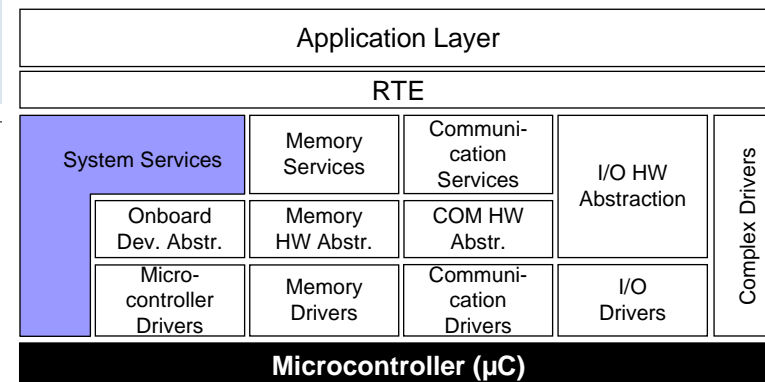 Application Layer
RTE
System Services
Memory
Services
Communi-
cation
Services
I/O HW
Abstraction
Complex Drivers
Onboard
Dev. Abstr.
Memory
HW Abstr.
COM HW
Abstr.
Micro-
controller
Drivers
Memory
Drivers
Communi-
cation
Drivers
I/O
Drivers
Microcontroller (µC)